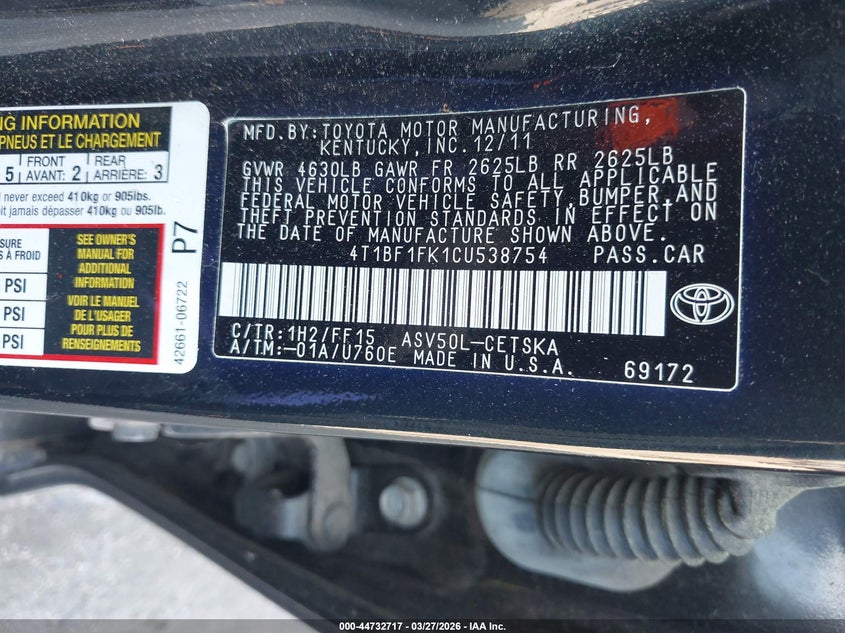 NG INFORMATION
PNEUS ET LE CHARGEMENT
5 FRONT AVANT: 2 REAR ARRIÈRE: 3
never exceed 410kg or 905lbs.
oit jamais dépasser 410kg ou 905lb.
SURE
S À FROID
PSI
PSI
PSI
SEE OWNER'S
MANUAL FOR
ADDITIONAL
INFORMATION
VOIR LE MANUEL
DE L'USAGER
POUR PLUS DE
RENSEIGNEMENTS
P7
42661-06722
MFD.BY:TOYOTA MOTOR MANUFACTURING,
KENTUCKY,INC.12/11
GVWR 4630LB GAWR FR 2625LB RR 2625LB
THIS VEHICLE CONFORMS TO ALL APPLICABLE
FEDERAL MOTOR VEHICLE SAFETY,BUMPER,AND
THEFT PREVENTION STANDARDS IN EFFECT ON
THE DATE OF MANUFACTURE SHOWN ABOVE.
4T1BF1FK1CU538754 PASS.CAR
C/TR:1H2/FF15 ASV50L-CETSKA
A/TM:-01A/U760E MADE IN U.S.A.
69172
000-44732717 | 03/27/2026 - IAA Inc.